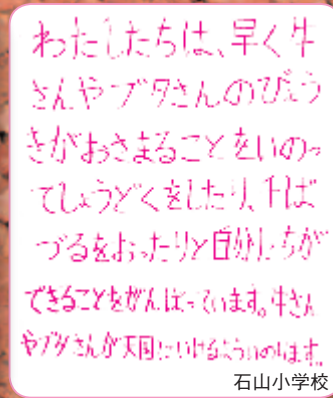 わたしたちは、早く牛
さんやブタさんのびょう
きがおさまることをいのっ
てしょうどくをしたり、千ば
づるをおったりと自分たちが
できることをがんばっています。牛さん
やブタさんが天国にいけるよういのります。
石山小学校